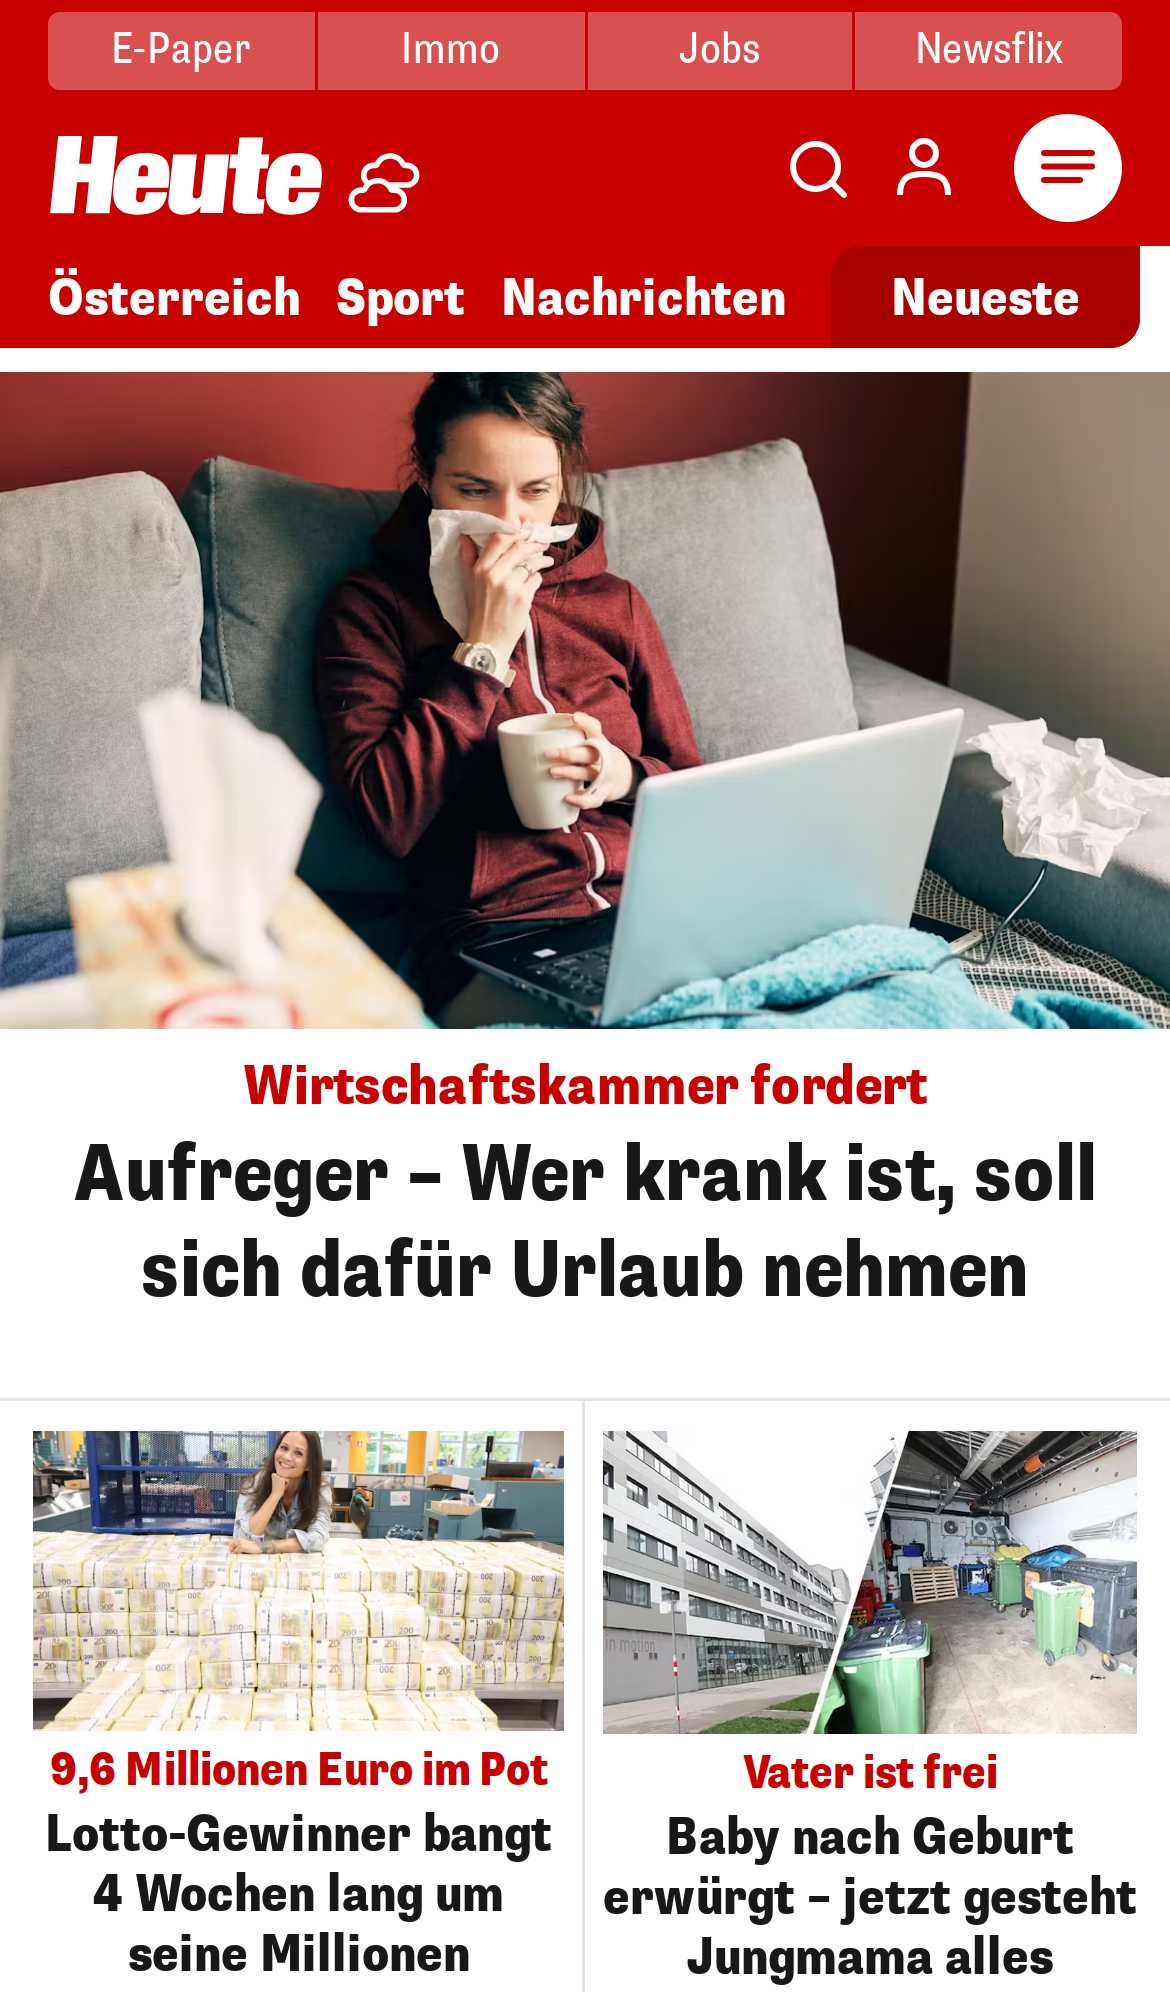 E-Paper
Immo
Jobs
Newsflix
Heute
Österreich
Sport
Nachrichten
Neueste
Wirtschaftskammer fordert
Aufreger – Wer krank ist, soll
sich dafür Urlaub nehmen
9,6 Millionen Euro im Pot
Lotto-Gewinner bangt
4 Wochen lang um
seine Millionen
in motion
Vater ist frei
Baby nach Geburt
erwürgt – jetzt gesteht
Jungmama alles